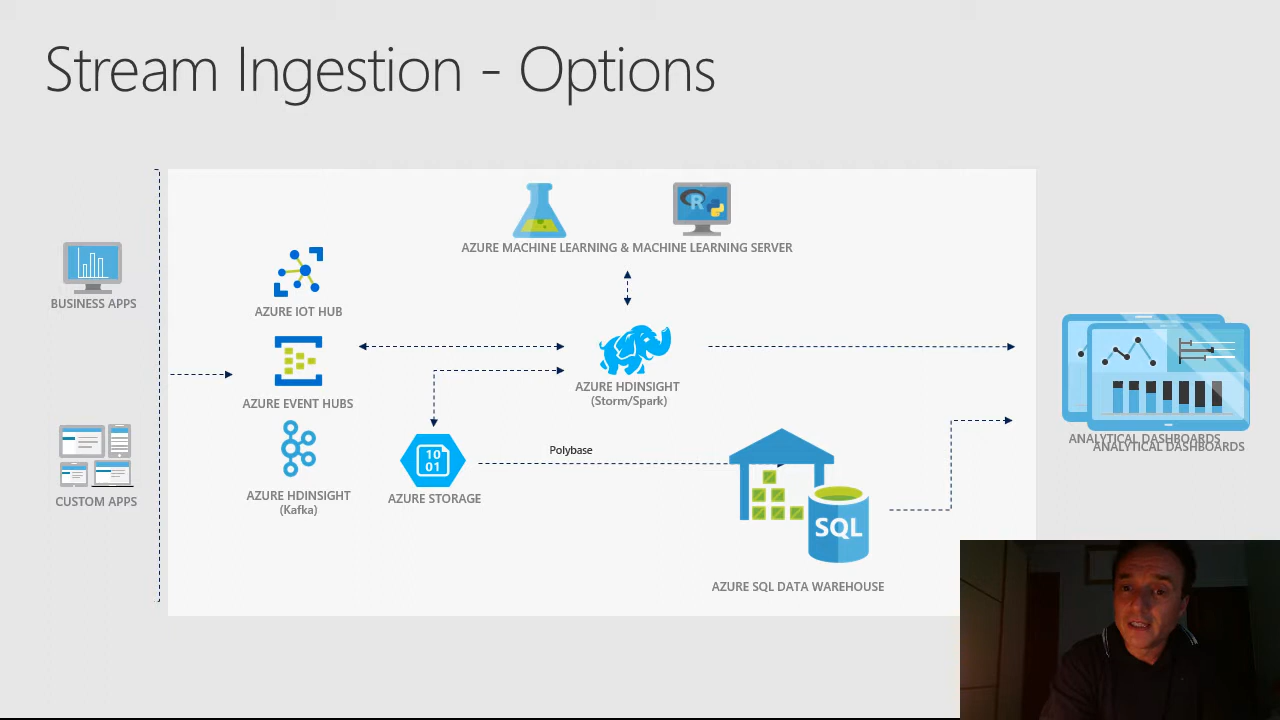 Stream Ingestion - Options
AZURE MACHINE LEARNING & MACHINE LEARNING SERVER
R
BUSINESS APPS
AZURE IOT HUB
AZURE EVENT HUBS
AZURE HDINSIGHT
(Storm/Spark)
ANALYTICAL DASHBOARDS
ANALYTICAL DASHBOARDS
CUSTOM APPS
AZURE HDINSIGHT
(Kafka)
10
01
AZURE STORAGE
Polybase
SQL
AZURE SQL DATA WAREHOUSE